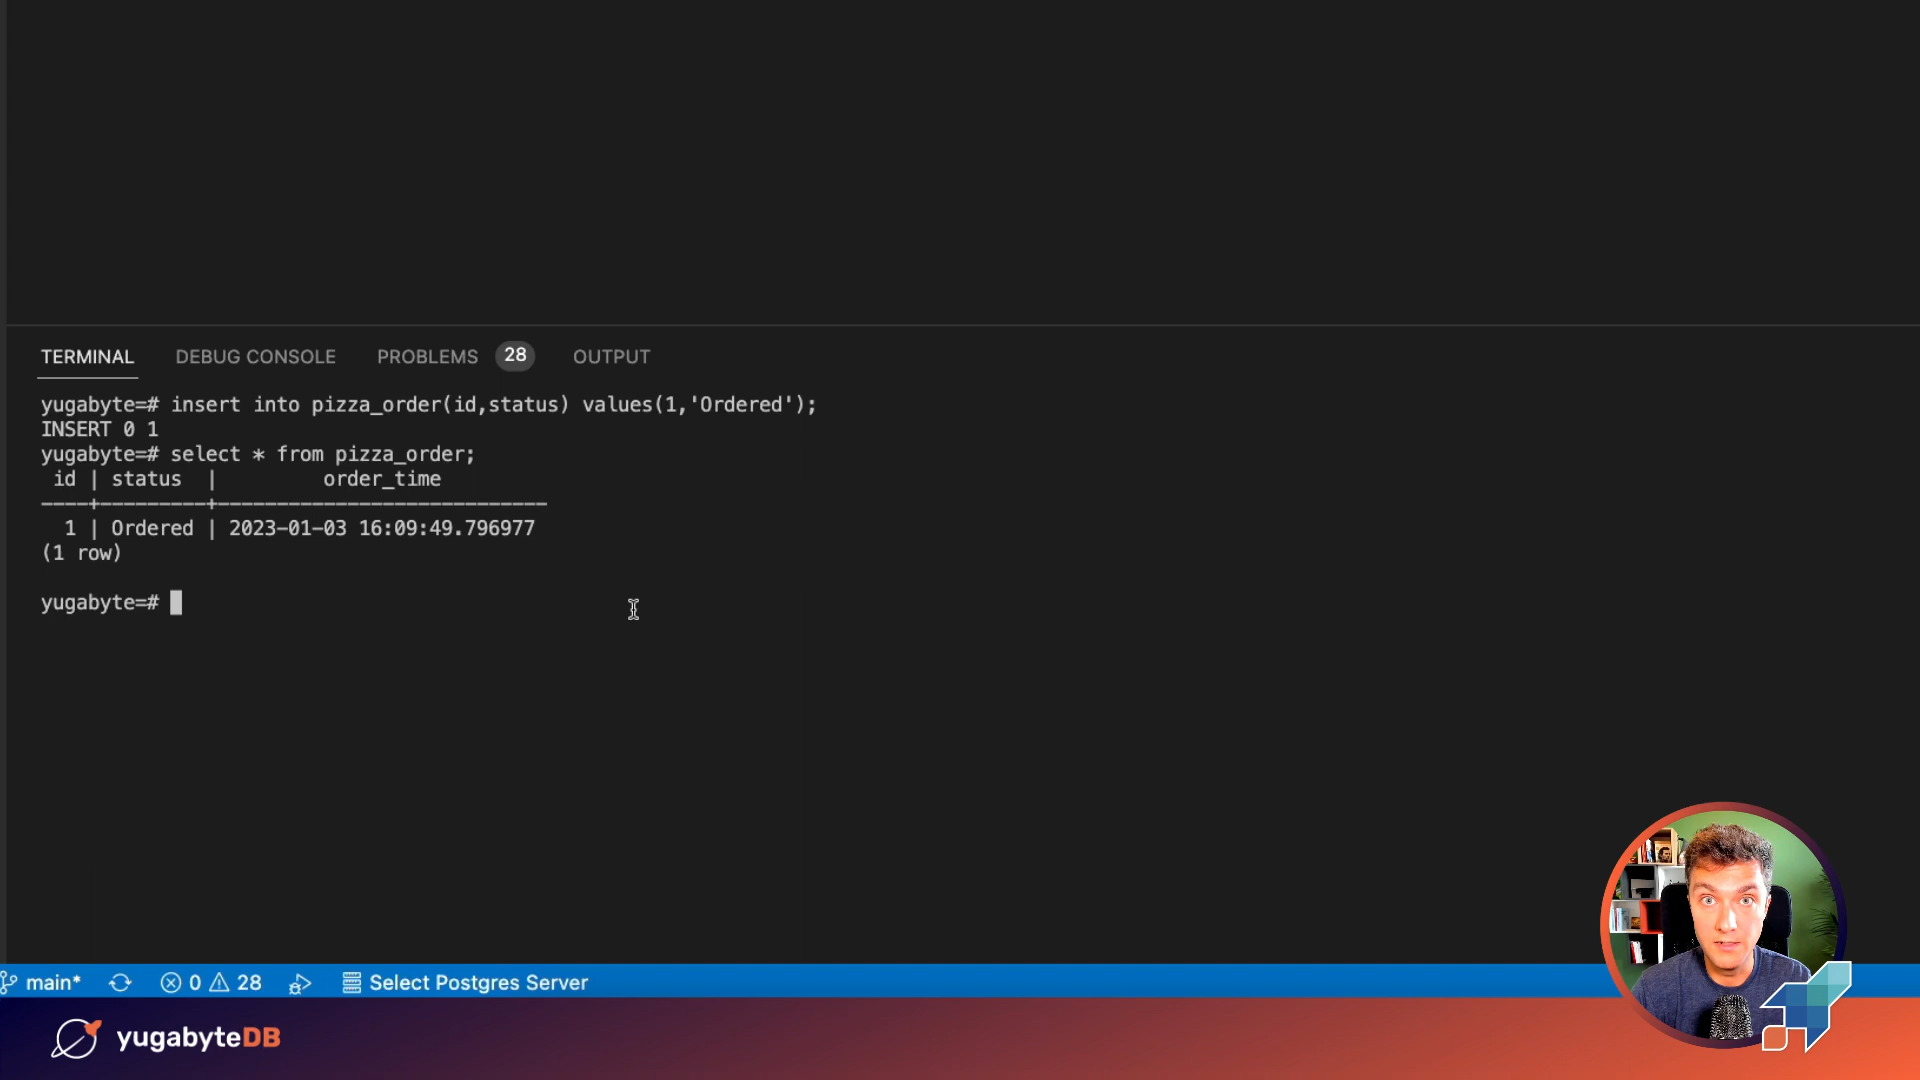 TERMINAL DEBUG CONSOLE PROBLEMS 28 OUTPUT
yugabyte=# insert into pizza_order(id,status) values(1,'Ordered');
INSERT 0 1
yugabyte=# select * from pizza_order;
id | status | order_time
----+---------+----------------------------
1 | Ordered | 2023-01-03 16:09:49.796977
(1 row)
yugabyte=#
main* 0 28 Select Postgres Server
yugabyteDB